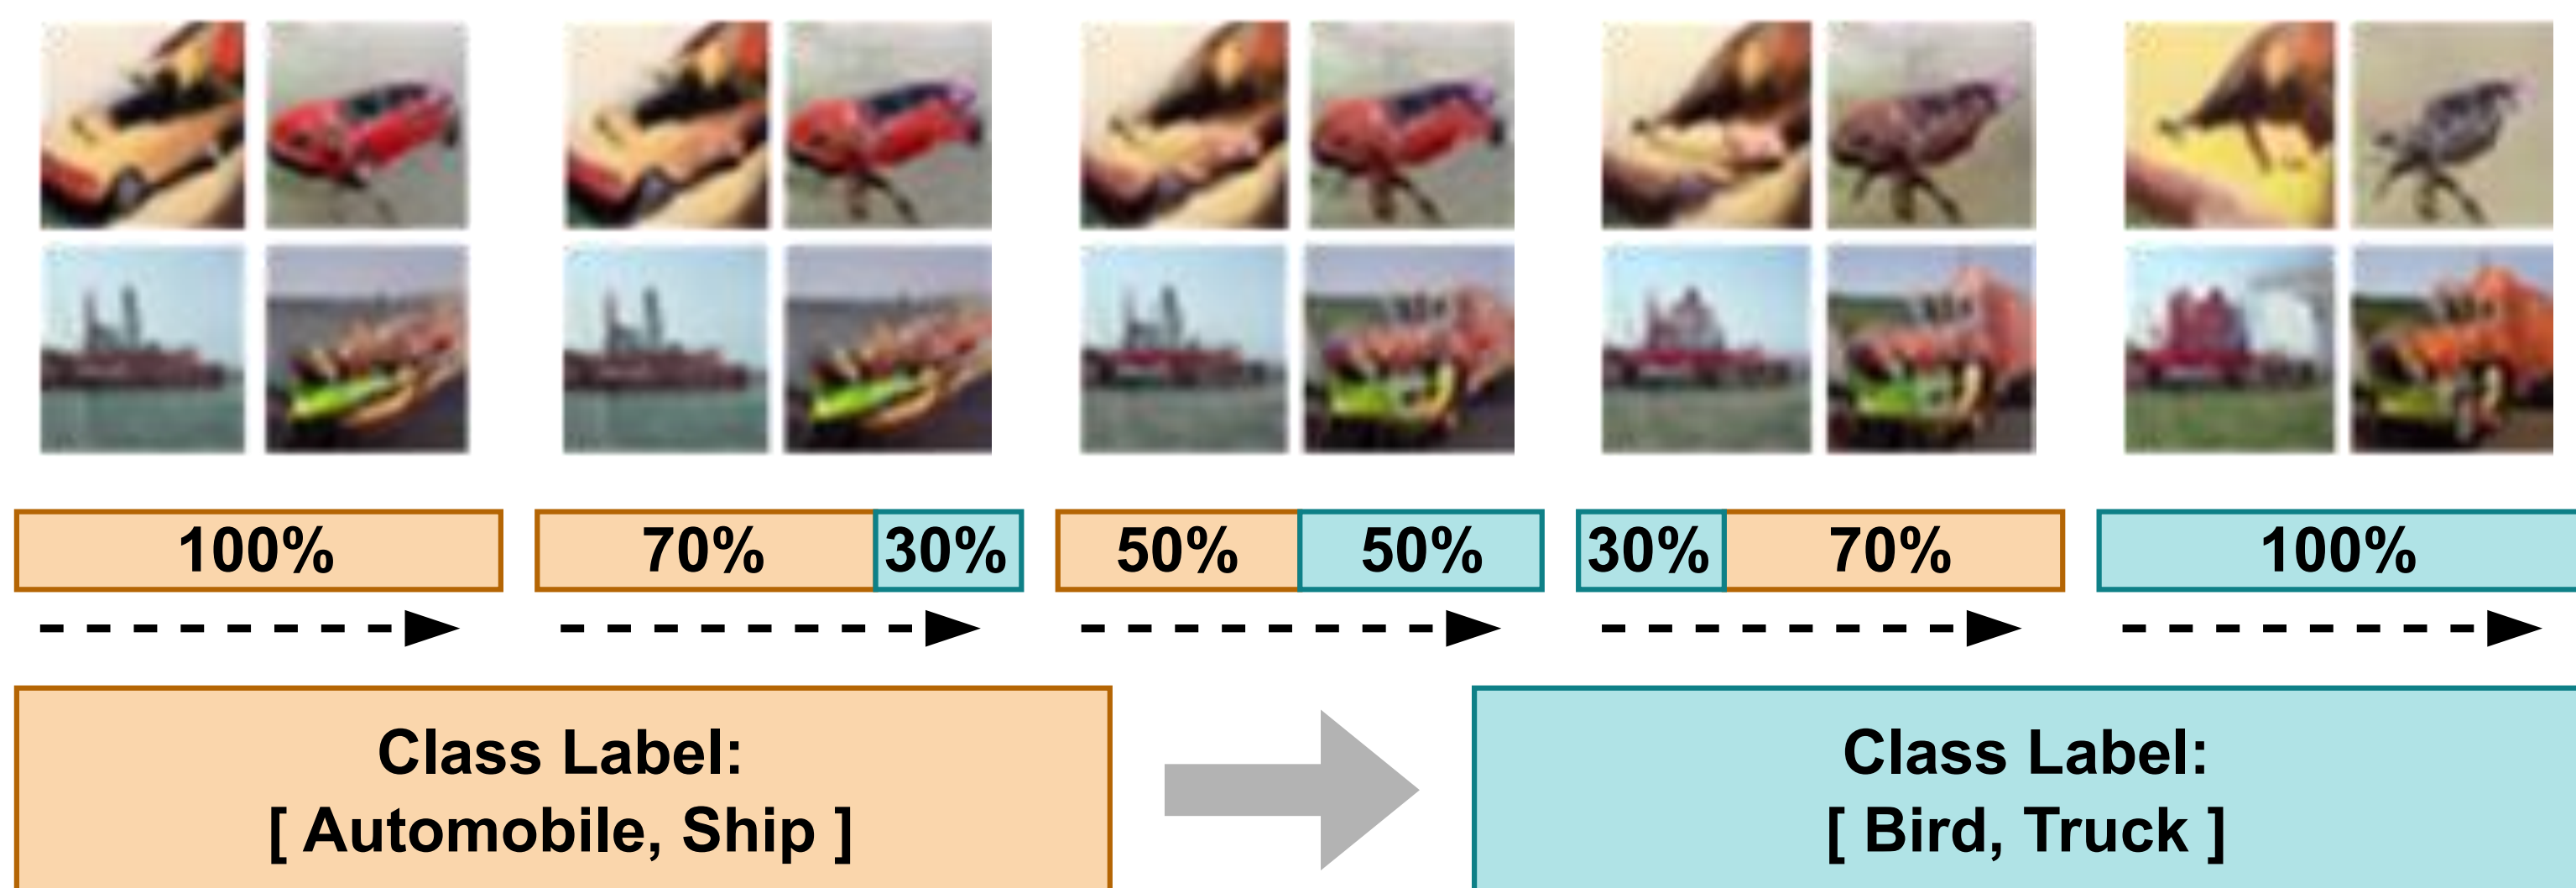 100%
70% 30%
50% 50%
30% 70%
100%
Class Label:
[ Automobile, Ship ]
Class Label:
[ Bird, Truck ]